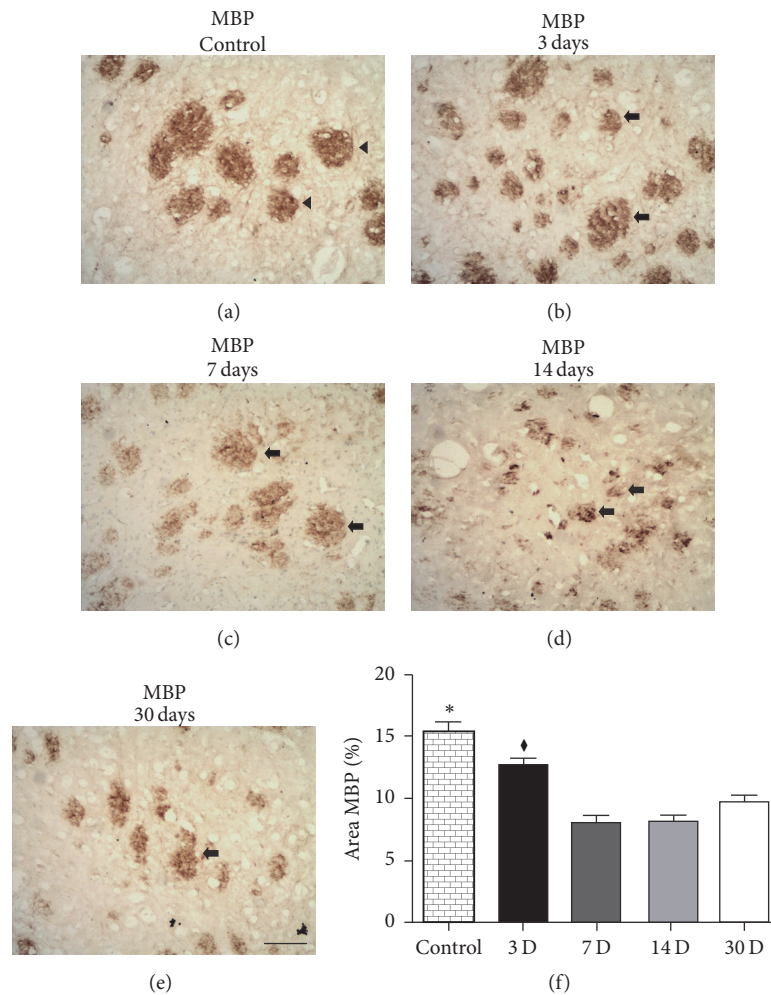 MBP
Control
(a)
MBP
3 days
(b)
MBP
7 days
(c)
MBP
14 days
(d)
MBP
30 days
(e)
Area MBP (%)
20
15
10
5
0
*
♦
Control 3 D 7 D 14 D 30 D
(f)